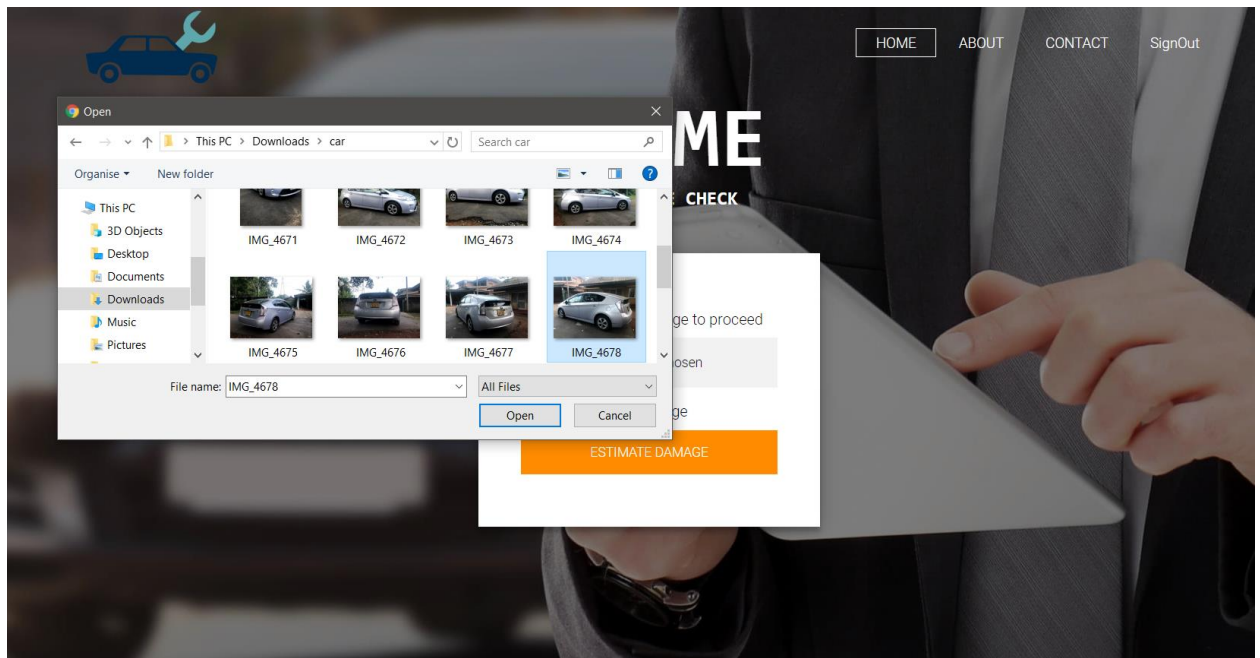 HOME ABOUT CONTACT SignOut
Open
This PC > Downloads > car
Search car
Organise
New folder
This PC
3D Objects
Desktop
Documents
Downloads
Music
Pictures
IMG_4671 IMG_4672 IMG_4673 IMG_4674
IMG_4675 IMG_4676 IMG_4677 IMG_4678
File name: IMG_4678
All Files
Open Cancel
ME
CHECK
ge to proceed
osen
ge
ESTIMATE DAMAGE